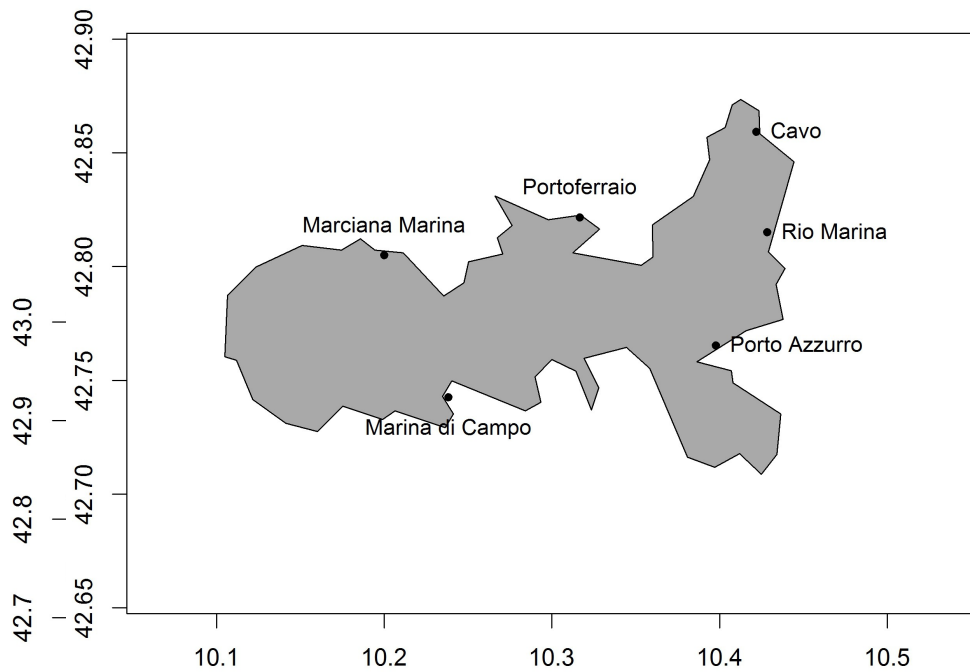 42.90
42.85
Cavo
Portoferraio
Marciana Marina
Rio Marina
42.80
43.0
Porto Azzurro
42.75
42.9
Marina di Campo
42.70
42.8
42.65
42.7
10.1 10.2 10.3 10.4 10.5